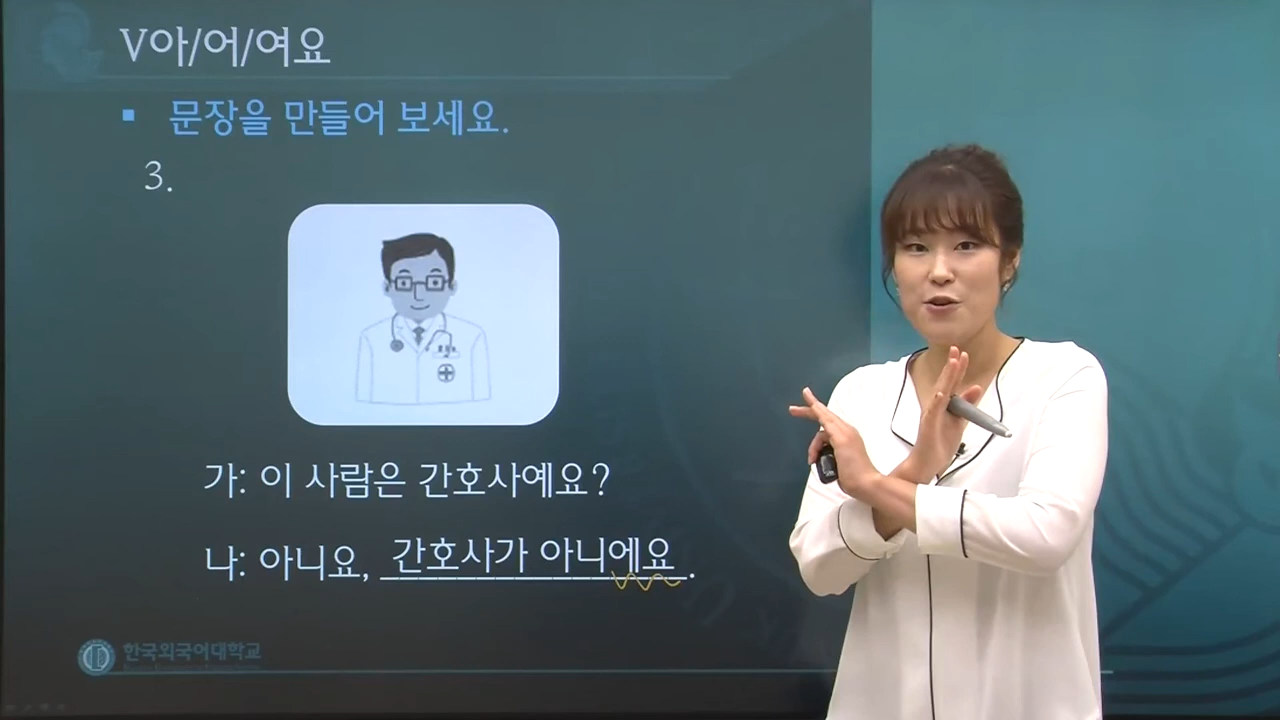 V아/어/여요
▪ 문장을 만들어 보세요.
3.
가: 이 사람은 간호사예요?
나: 아니요, 간호사가 아니에요.
한국외국어대학교